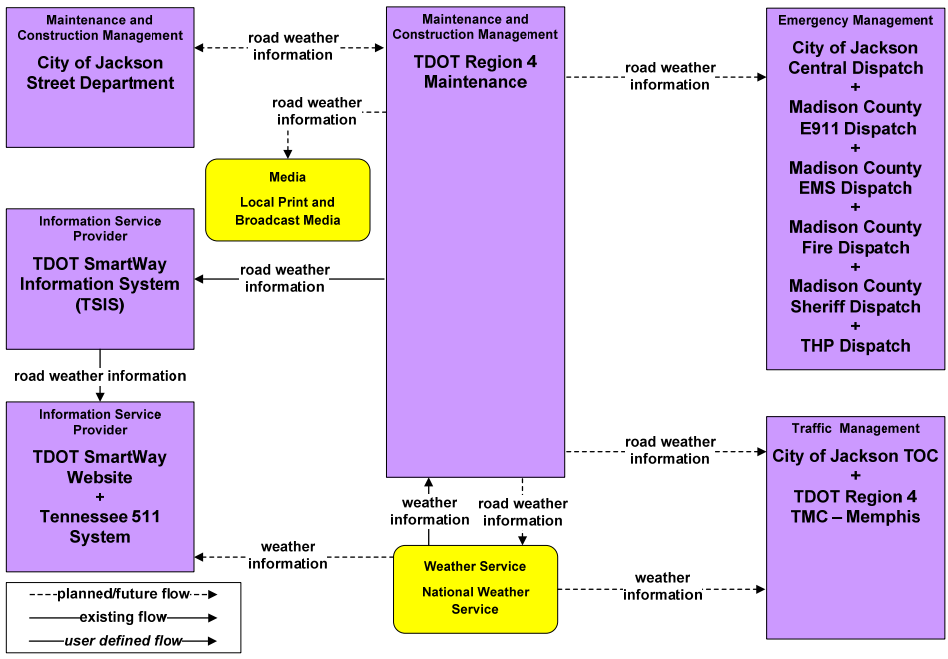 Maintenance and
Construction Management
City of Jackson
Street Department
road weather
information
Maintenance and
Construction Management
TDOT Region 4
Maintenance
road weather
information
Emergency Management
City of Jackson
Central Dispatch
+
Madison County
E911 Dispatch
+
Madison County
EMS Dispatch
+
Madison County
Fire Dispatch
+
Madison County
Sheriff Dispatch
+
THP Dispatch
road weather
information
Media
Local Print and
Broadcast Media
Information Service
Provider
TDOT SmartWay
Information System
(TSIS)
road weather
information
road weather information
Information Service
Provider
TDOT SmartWay
Website
+
Tennessee 511
System
road weather
information
Traffic Management
City of Jackson TOC
+
TDOT Region 4
TMC – Memphis
weather
information
road weather
information
weather
information
Weather Service
National Weather
Service
weather
information
planned/future flow
existing flow
user defined flow